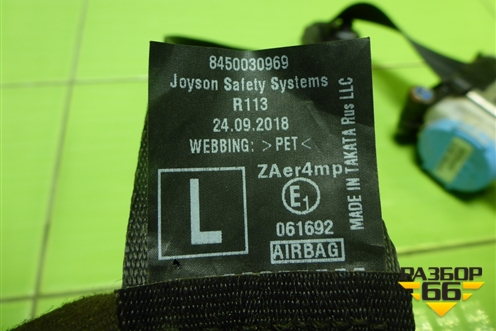 8450030969
Joyson Safety Systems
R113
24.09.2018
WEBBING: >PET<
L
ZAer4mp
E1
061692
AIRBAG
MADE IN TAKATA Rus LLC
РАЗБОР
66